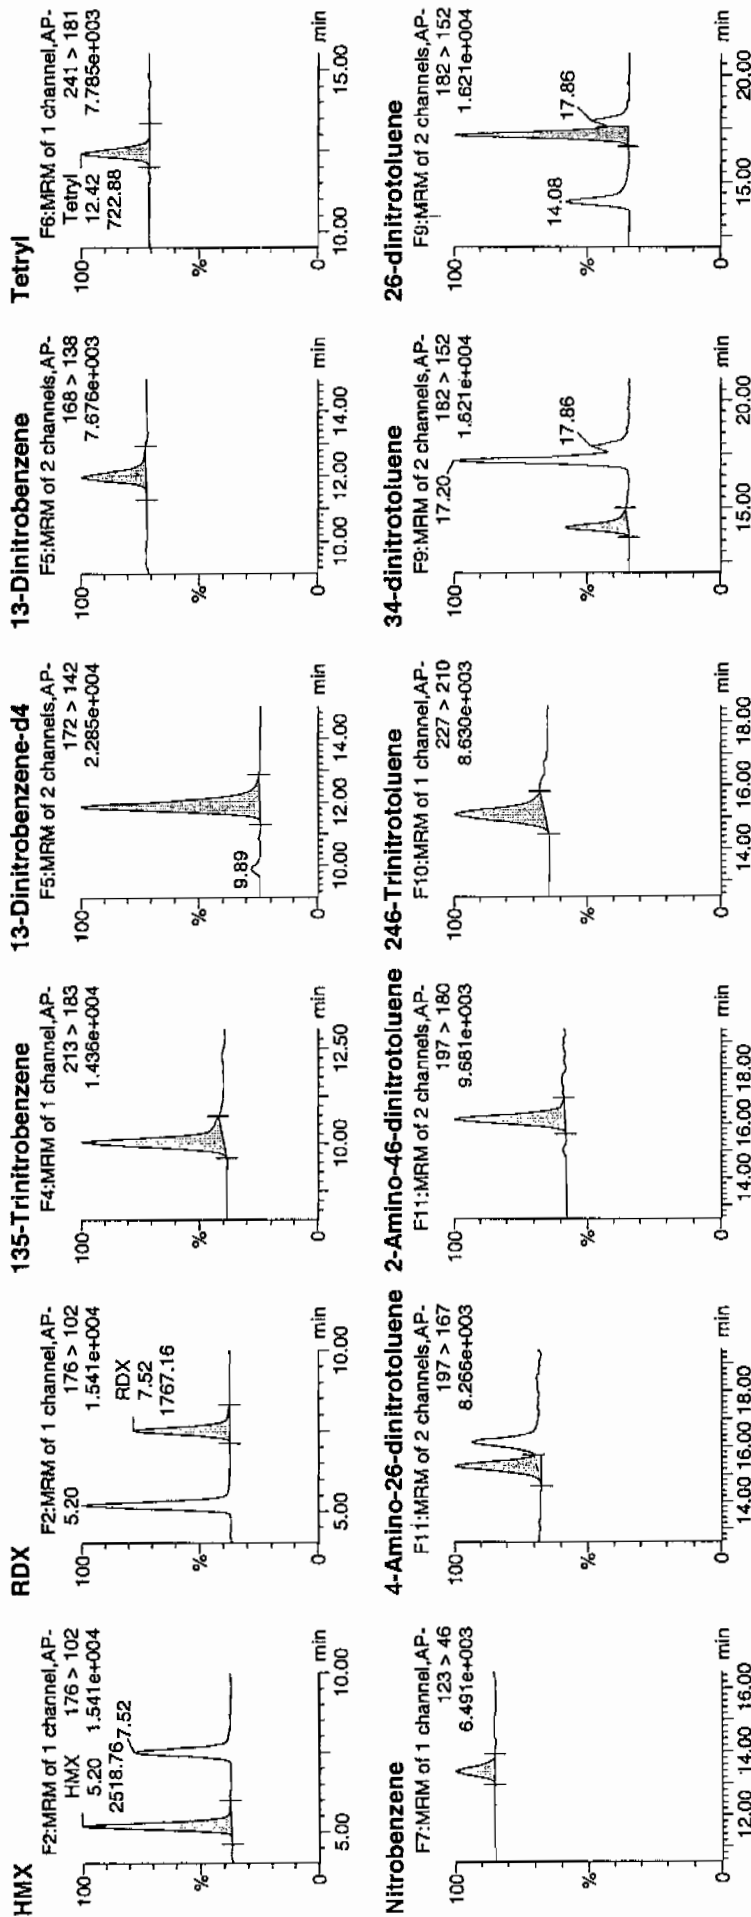 HMX
F2:MRM of 1 channel,AP-
HMX 176 > 102
5.20 1.541e+004
2518.76
7.52
100
%
0
5.00 10.00 min
RDX
F2:MRM of 1 channel,AP-
5.20 176 > 102
1.541e+004
RDX
7.52
1767.16
100
%
0
5.00 10.00 min
135-Trinitrobenzene
F4:MRM of 1 channel,AP-
213 > 183
1.436e+004
100
%
0
10.00 12.50 min
13-Dinitrobenzene-d4
F5:MRM of 2 channels,AP-
172 > 142
2.285e+004
9.89
100
%
0
10.00 12.00 14.00 min
13-Dinitrobenzene
F5:MRM of 2 channels,AP-
168 > 138
7.676e+003
100
%
0
10.00 12.00 14.00 min
Tetryl
F6:MRM of 1 channel,AP-
Tetryl 241 > 181
12.42 7.785e+003
722.88
100
%
0
10.00 15.00 min
Nitrobenzene
F7:MRM of 1 channel,AP-
123 > 46
6.491e+003
100
%
0
12.00 14.00 16.00 min
4-Amino-26-dinitrotoluene
F11:MRM of 2 channels,AP-
197 > 167
8.266e+003
100
%
0
14.00 16.00 18.00 min
2-Amino-46-dinitrotoluene
F11:MRM of 2 channels,AP-
197 > 180
9.681e+003
100
%
0
14.00 16.00 18.00 min
246-Trinitrotoluene
F10:MRM of 1 channel,AP-
227 > 210
8.630e+003
100
%
0
14.00 16.00 18.00 min
34-dinitrotoluene
F9:MRM of 2 channels,AP-
17.20 182 > 152
1.621e+004
17.86
100
%
0
15.00 20.00 min
26-dinitrotoluene
F9:MRM of 2 channels,AP-
182 > 152
1.621e+004
14.08
17.86
100
%
0
15.00 20.00 min